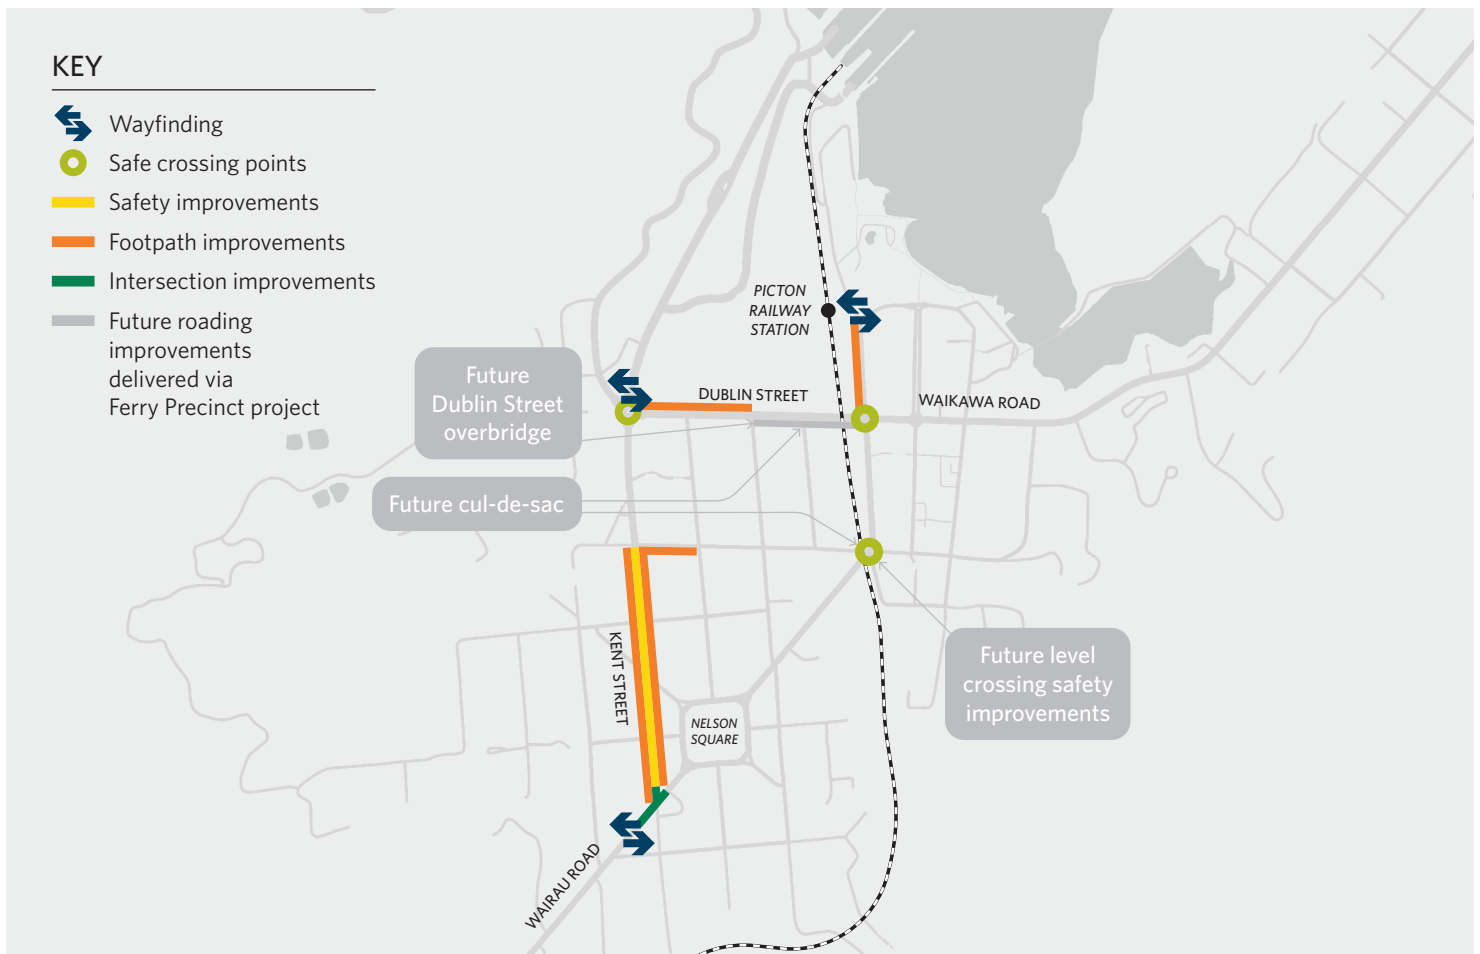 KEY
Wayfinding
Safe crossing points
Safety improvements
Footpath improvements
Intersection improvements
Future roading
improvements
delivered via
Ferry Precinct project
PICTON
RAILWAY
STATION
Future
Dublin Street
overbridge
DUBLIN STREET
WAIKAWA ROAD
Future cul-de-sac
KENT STREET
Future level
crossing safety
improvements
NELSON
SQUARE
WAIRAU ROAD